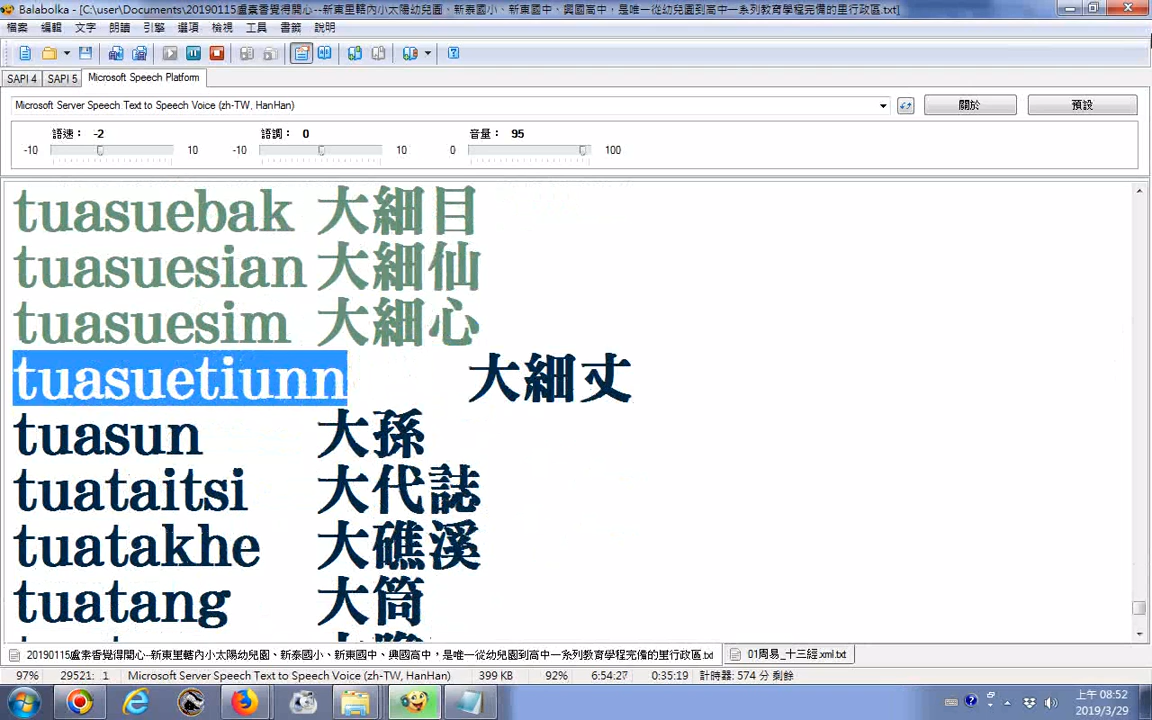 Balabolka - [C:\user\Documents\20190115盧素香覺得開心--新東里轄內小太陽幼兒園、新泰國小、新東國中、興國高中，是唯一從幼兒園到高中一系列教育學程完備的里行政區.txt]
檔案 編輯 文字 朗讀 引擎 選項 檢視 工具 書籤 說明
SAPI 4 SAPI 5 Microsoft Speech Platform
Microsoft Server Speech Text to Speech Voice (zh-TW, HanHan) 關於 預設
語速： -2 語調： 0 音量： 95
-10 10 -10 10 0 100
tuasuebak 大細目
tuasuesian 大細仙
tuasuesim 大細心
tuasuetiunn 大細丈
tuasun 大孫
tuataitsi 大代誌
tuatakhe 大礁溪
tuatang 大筒
20190115盧素香覺得開心--新東里轄內小太陽幼兒園、新泰國小、新東國中、興國高中，是唯一從幼兒園到高中一系列教育學程完備的里行政區.txt 01周易_十三經.xml.txt
97% 29521: 1 Microsoft Server Speech Text to Speech Voice (zh-TW, HanHan) 399 KB 92% 6:54:27 0:35:19 計時器: 574 分 剩餘
上午 08:52
2019/3/29